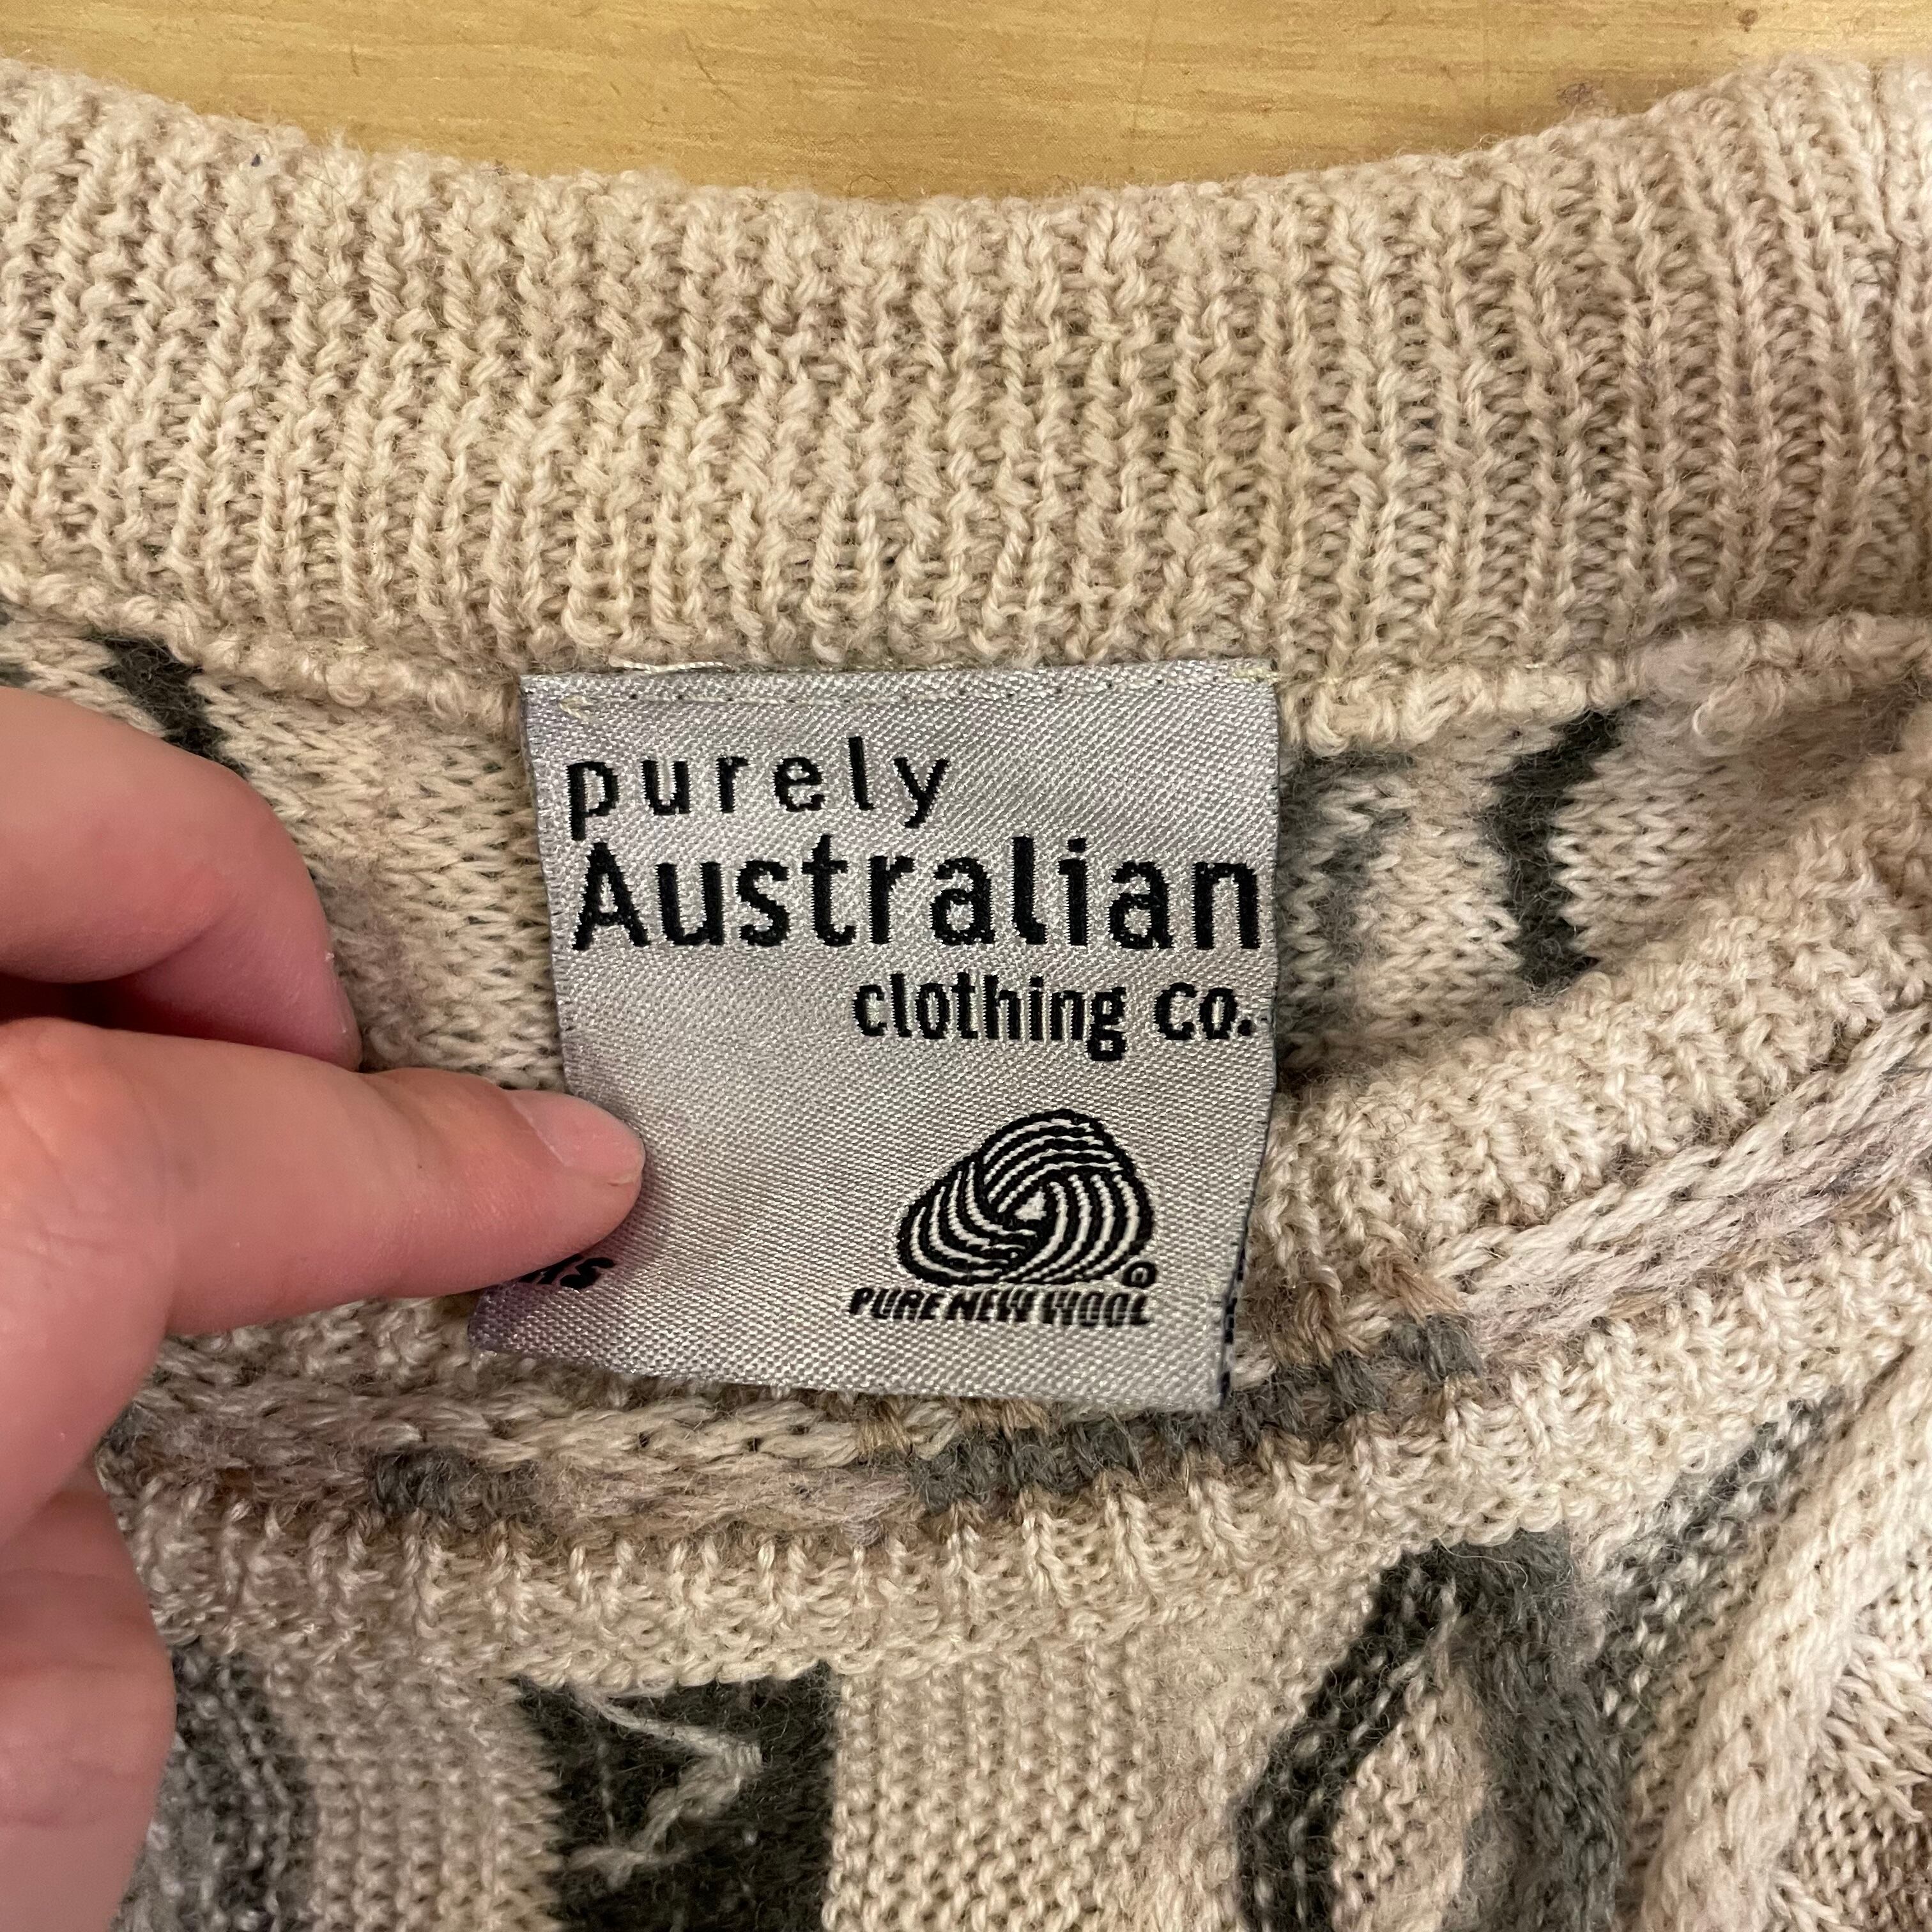 purely
Australian
clothing co.
PURE NEW WOOL